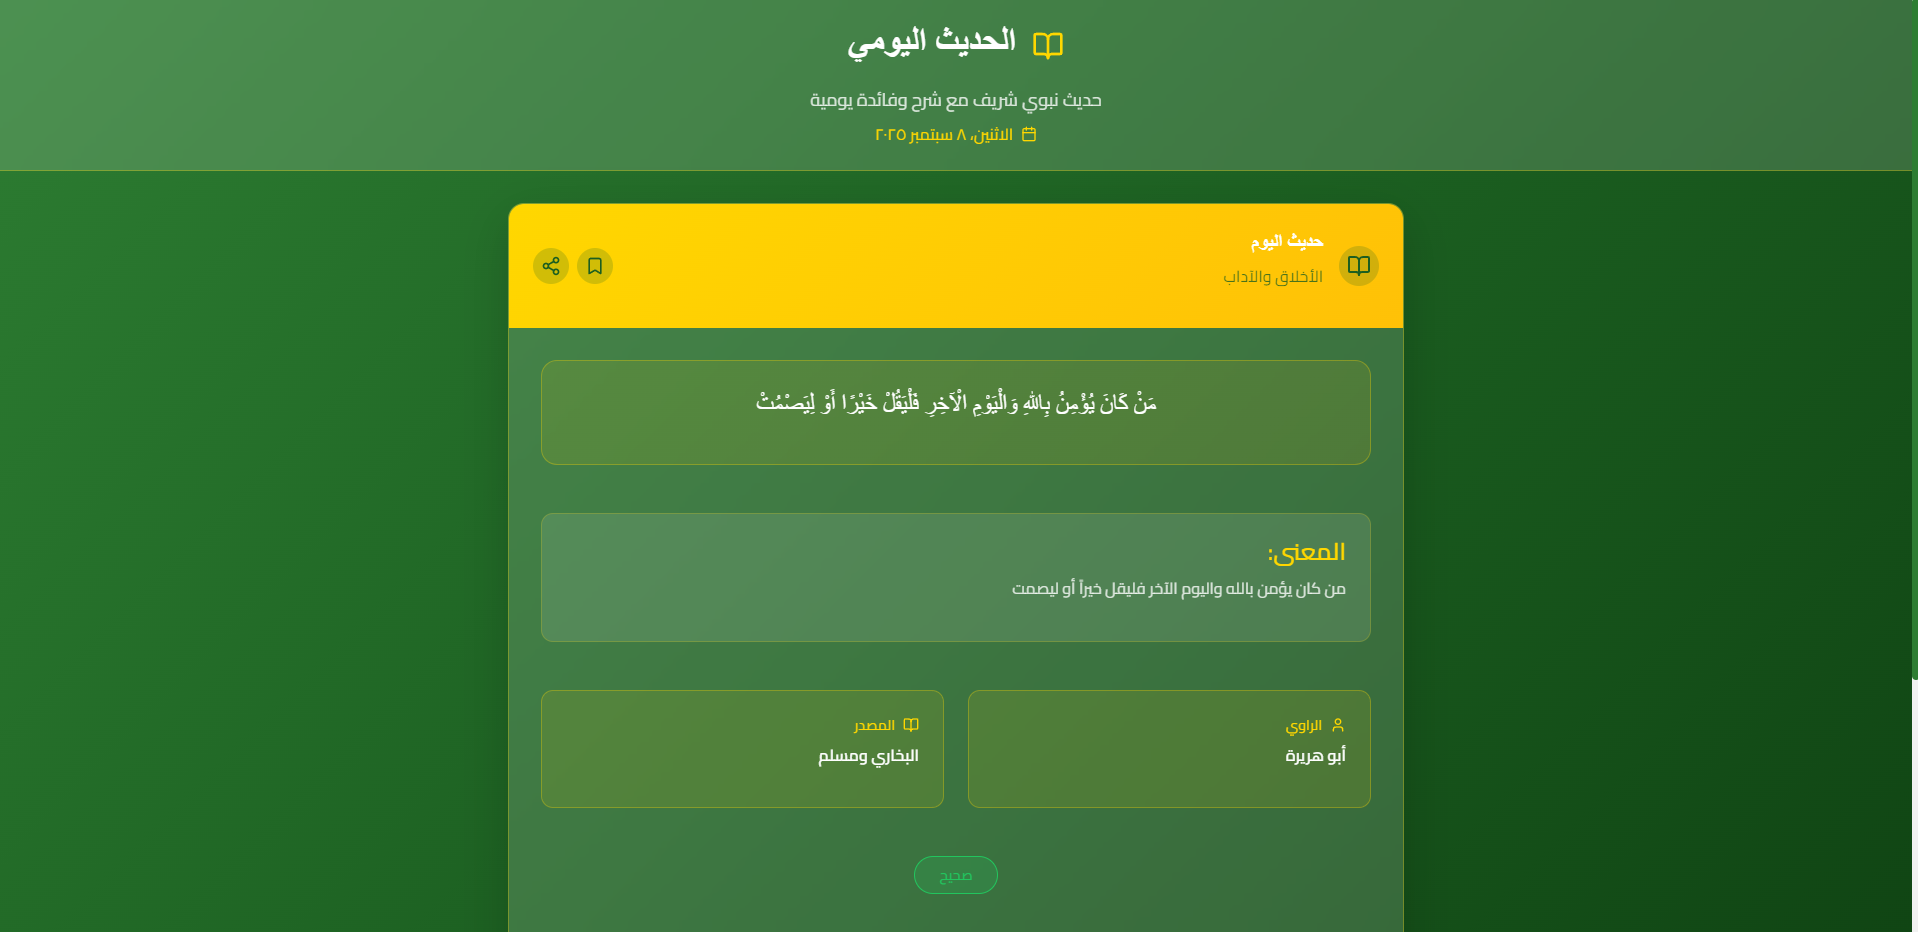 الحديث اليومي
حديث نبوي شريف مع شرح وفائدة يومية
الاثنين، ٨ سبتمبر ٢٠٢٥
حديث اليوم
الأخلاق والآداب
مَنْ كَانَ يُؤْمِنُ بِاللهِ وَالْيَوْمِ الْآخِرِ فَلْيَقُلْ خَيْرًا أَوْ لِيَصْمُتْ
المعنى:
من كان يؤمن بالله واليوم الآخر فليقل خيراً أو ليصمت
الراوي
أبو هريرة
المصدر
البخاري ومسلم
صحيح